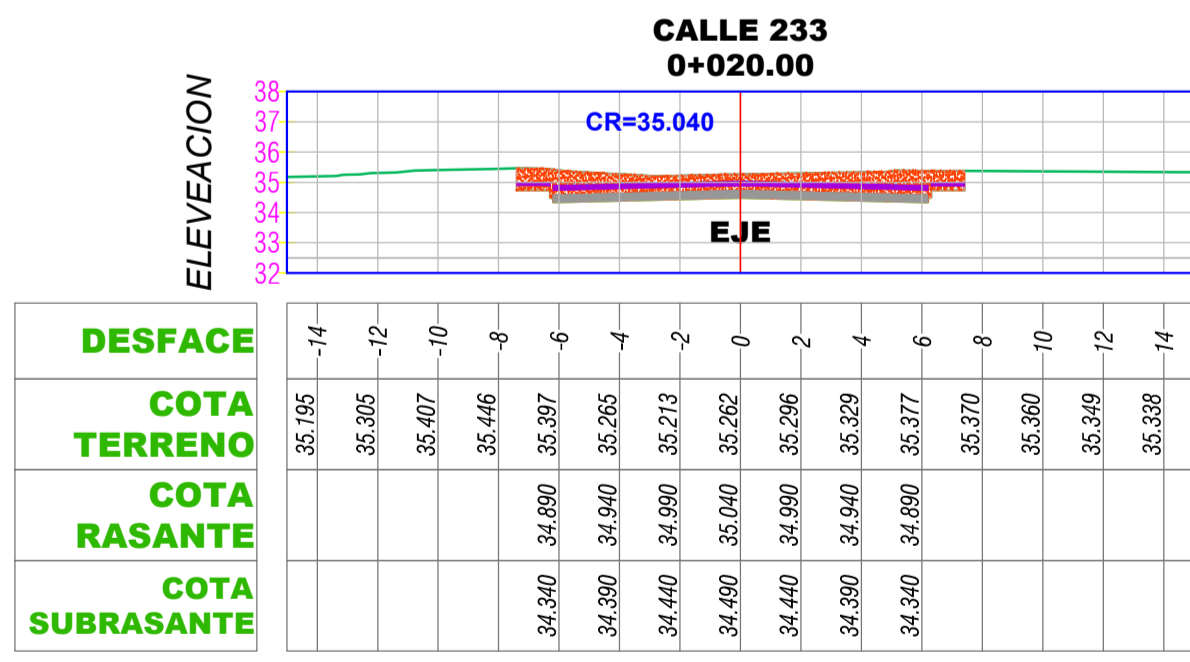 CALLE 233
0+020.00
ELEVEACION
38
37
36
35
34
33
32
CR=35.040
EJE
DESFACE
-14 -12 -10 -8 -6 -4 -2 0 2 4 6 8 10 12 14
COTA
TERRENO
35.195 35.305 35.407 35.446 35.397 35.265 35.213 35.262 35.296 35.329 35.377 35.370 35.360 35.349 35.338
COTA
RASANTE
34.890 34.940 34.990 35.040 34.990 34.940 34.890
COTA
SUBRASANTE
34.340 34.390 34.440 34.490 34.440 34.390 34.340